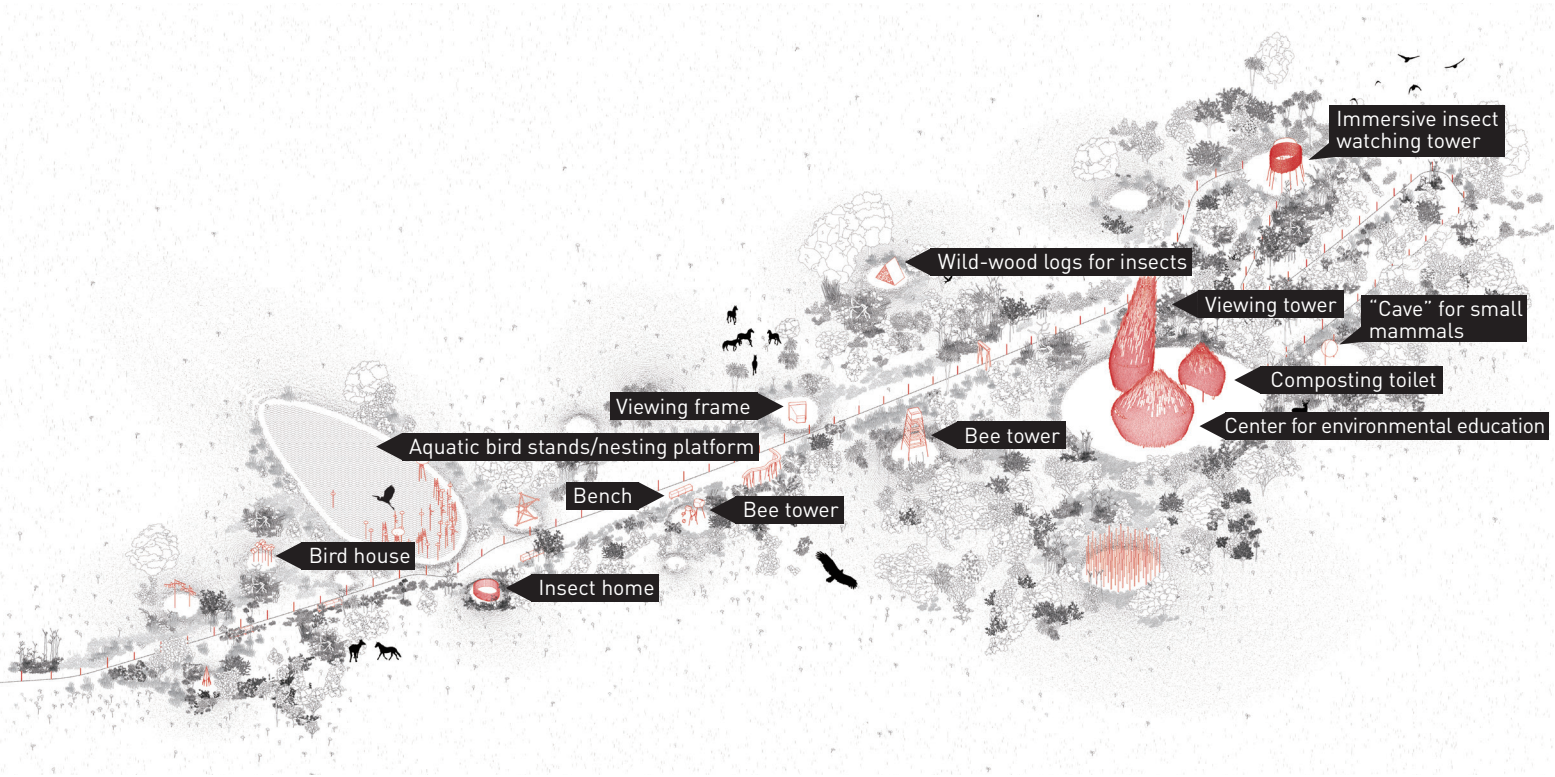 Immersive insect
watching tower
Wild-wood logs for insects
Viewing tower
“Cave” for small
mammals
Composting toilet
Viewing frame
Center for environmental education
Bee tower
Aquatic bird stands/nesting platform
Bench
Bee tower
Bird house
Insect home